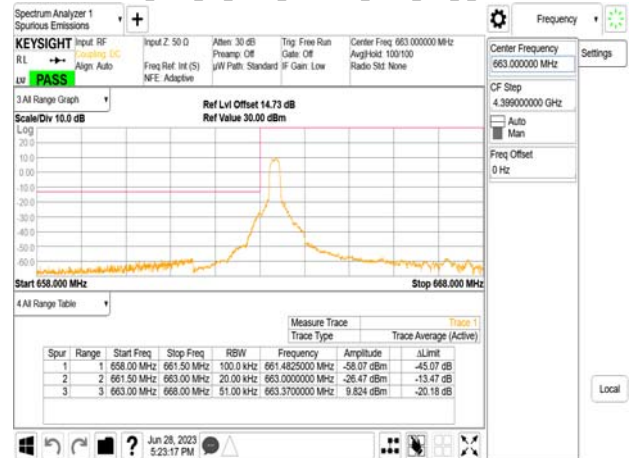 Spectrum Analyzer 1
Spurious Emissions
Frequency
KEYSIGHT
RL
PASS
Input: RF
Coupling: DC
Align: Auto
Input Z: 50 Ω
Freq Ref: Int (S)
NFE: Adaptive
Atten: 30 dB
Preamp: Off
µW Path: Standard
Trig: Free Run
Gate: Off
IF Gain: Low
Center Freq: 663.000000 MHz
Avg|Hold: 100/100
Radio Std: None
Center Frequency
663.000000 MHz
Settings
CF Step
4.399000000 GHz
Auto
Man
Freq Offset
0 Hz
3 All Range Graph
Scale/Div 10.0 dB
Ref Lvl Offset 14.73 dB
Ref Value 30.00 dBm
Log
20.0
10.0
0.00
-10.0
-20.0
-30.0
-40.0
-50.0
-60.0
Start 658.000 MHz
Stop 668.000 MHz
4 All Range Table
Measure Trace Trace 1
Trace Type Trace Average (Active)
Spur Range Start Freq Stop Freq RBW Frequency Amplitude ΔLimit
1 1 658.00 MHz 661.50 MHz 100.0 kHz 661.4825000 MHz -58.07 dBm -45.07 dB
2 2 661.50 MHz 663.00 MHz 20.00 kHz 663.0000000 MHz -26.47 dBm -13.47 dB
3 3 663.00 MHz 668.00 MHz 51.00 kHz 663.3700000 MHz 9.824 dBm -20.18 dB
Local
Jun 28, 2023
5:23:17 PM